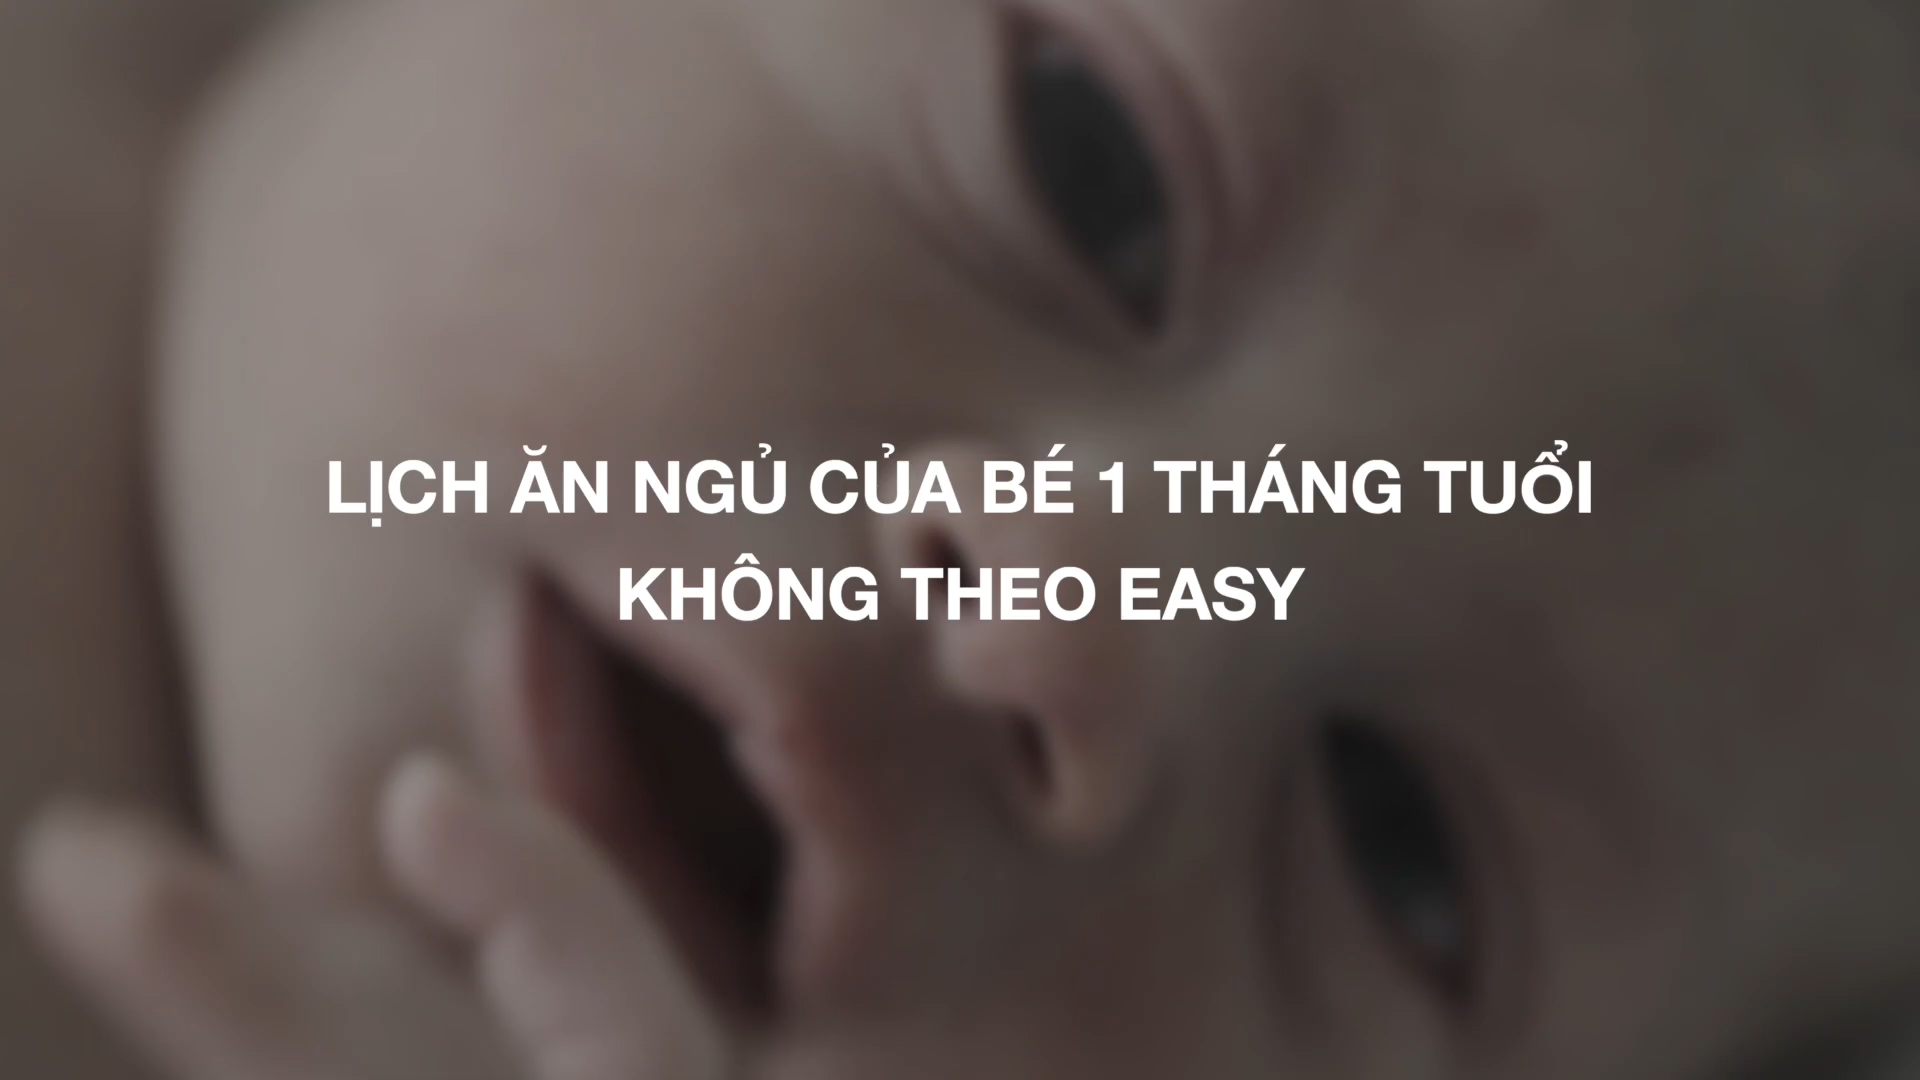 LỊCH ĂN NGỦ CỦA BÉ 1 THÁNG TUỔI
KHÔNG THEO EASY